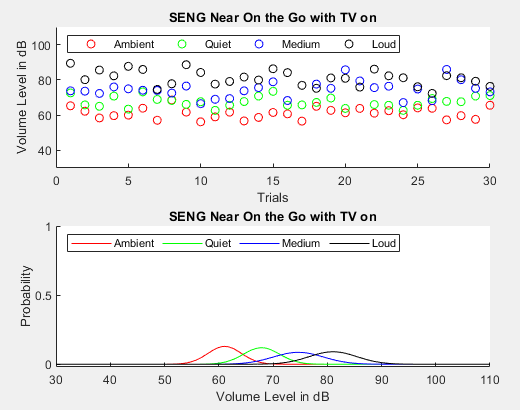 SENG Near On the Go with TV on
Volume Level in dB
100
80
60
40
Ambient Quiet Medium Loud
0 5 10 15 20 25 30
Trials
SENG Near On the Go with TV on
Probability
1
0.5
0
Ambient Quiet Medium Loud
30 40 50 60 70 80 90 100 110
Volume Level in dB